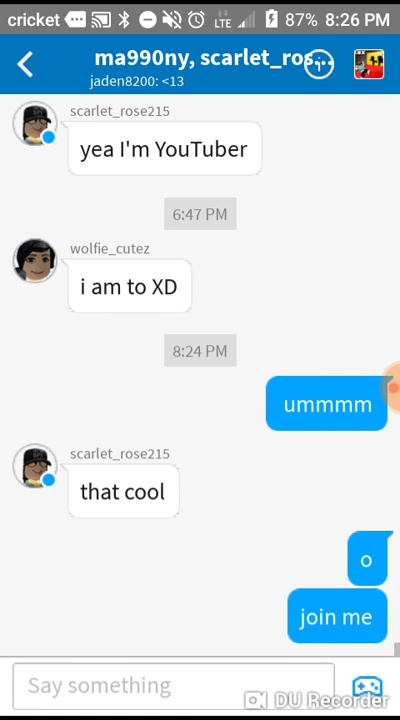 cricket LTE 87% 8:26 PM
ma990ny, scarlet_ros...
jaden8200: <13
scarlet_rose215
yea I'm YouTuber
6:47 PM
wolfie_cutez
i am to XD
8:24 PM
ummmm
scarlet_rose215
that cool
o
join me
Say something
DU Recorder